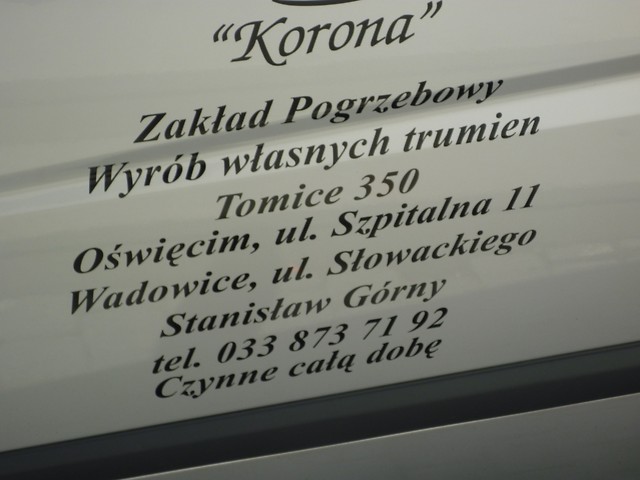 “Korona”
Zakład Pogrzebowy
Wyrób własnych trumien
Tomice 350
Oświęcim, ul. Szpitalna 11
Wadowice, ul. Słowackiego
Stanisław Górny
tel. 033 873 71 92
Czynne całą dobę